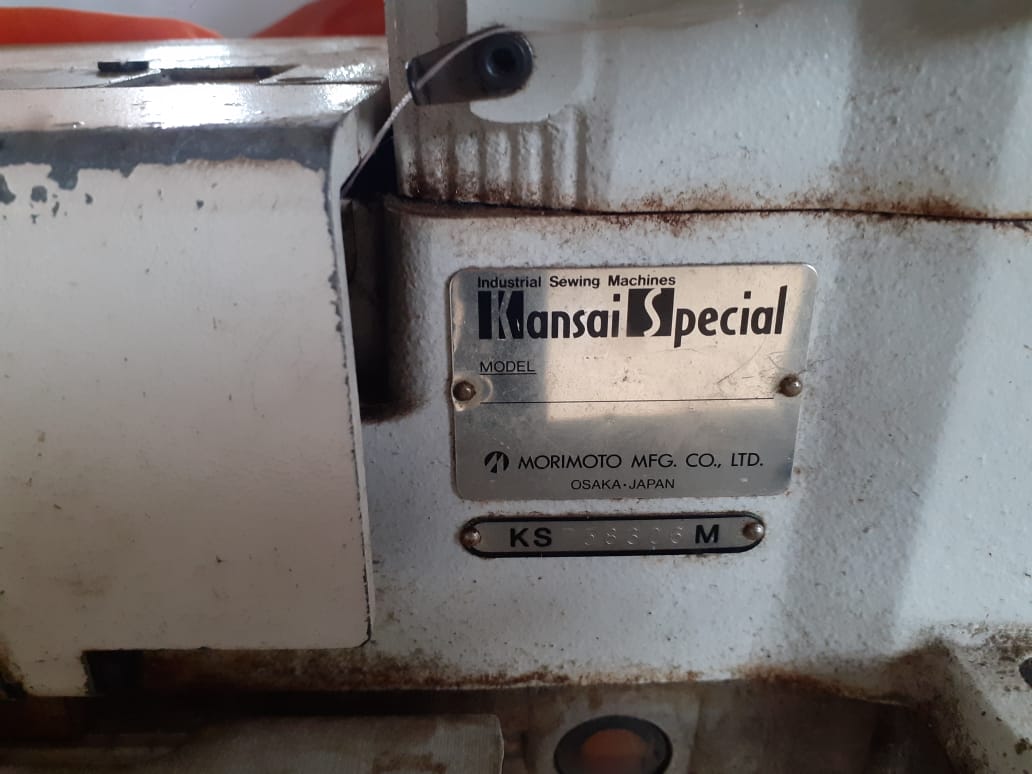 Industrial Sewing Machines
Kansai Special
MODEL
MORIMOTO MFG. CO., LTD.
OSAKA·JAPAN
KS M